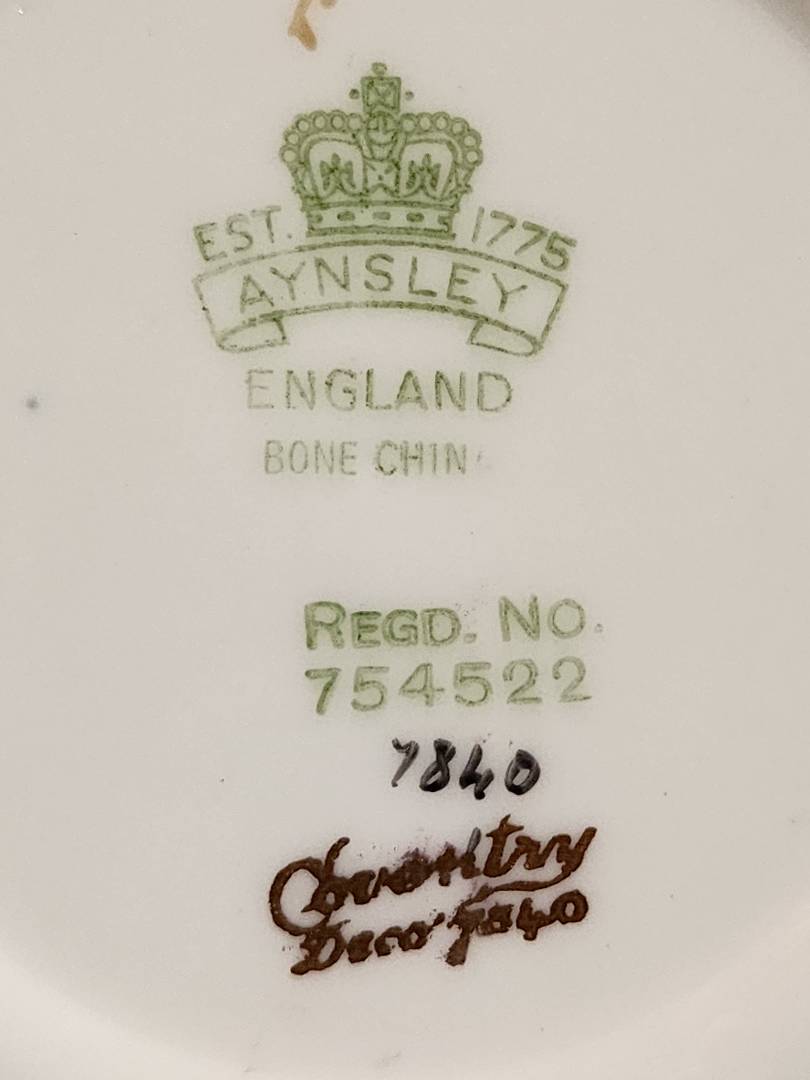 EST. 1775
AYNSLEY
ENGLAND
BONE CHIN
REGD. NO.
754522
7840
Coventry
Deco 7840